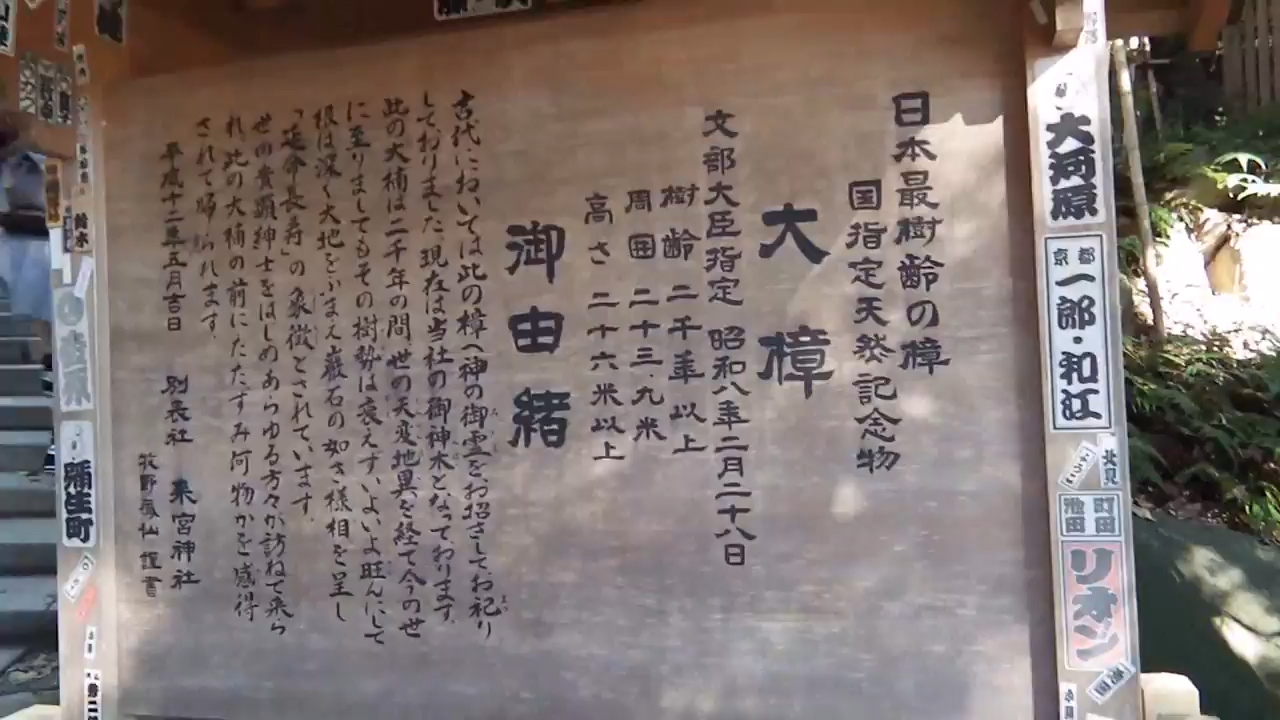 日本最樹齢の樟
国指定天然記念物
大樟
文部大臣指定 昭和八年二月二十八日
樹齢 二千年以上
周囲 二十三、九米
高さ 二十六米以上
御由緒
古代においては此の樟へ神の御霊をお招きしてお祀り
しておりました 現在は当社の御神木となっております。
此の大楠は二千年の間 世の天変地異を経て今の世
に至りましてもその樹勢は衰えず、いよいよ旺んにして
根は深く大地をふまえ巌石の如き様相を呈し
「延命長寿」の象徴とされています。
世の貴顕紳士をはじめあらゆる方々が訪ねて来ら
れ 此の大楠の前にたたずみ何物かを感得
されて帰られます。
平成十二年五月吉日 別表社 来宮神社
牧野 仙 謹書
大河原
京都
一郎・和江
北見
町田
池田
リオン
鈴木
弥生町